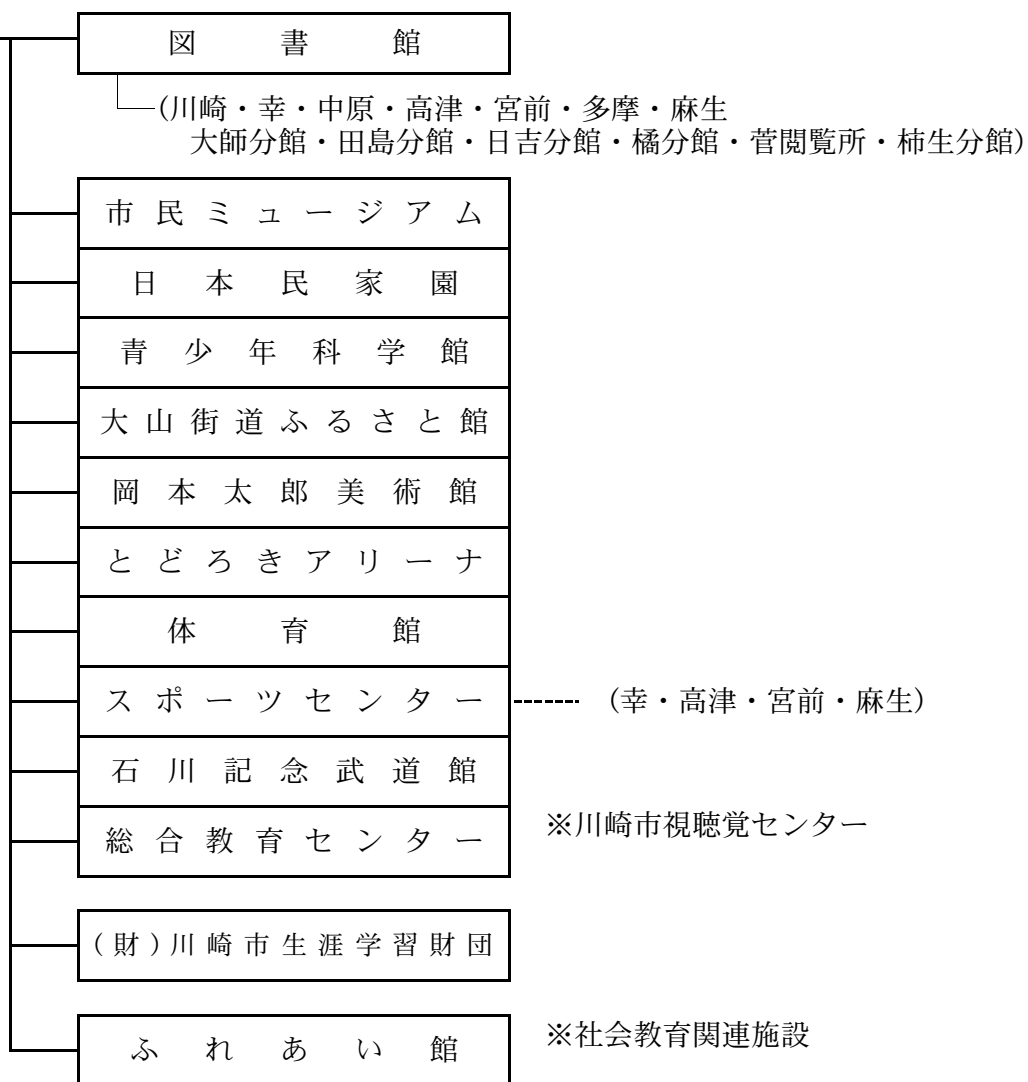 図書館
(川崎・幸・中原・高津・宮前・多摩・麻生
大師分館・田島分館・日吉分館・橘分館・菅閲覧所・柿生分館)
市民ミュージアム
日本民家園
青少年科学館
大山街道ふるさと館
岡本太郎美術館
とどろきアリーナ
体育館
スポーツセンター (幸・高津・宮前・麻生)
石川記念武道館
総合教育センター ※川崎市視聴覚センター
(財)川崎市生涯学習財団
ふれあい館 ※社会教育関連施設